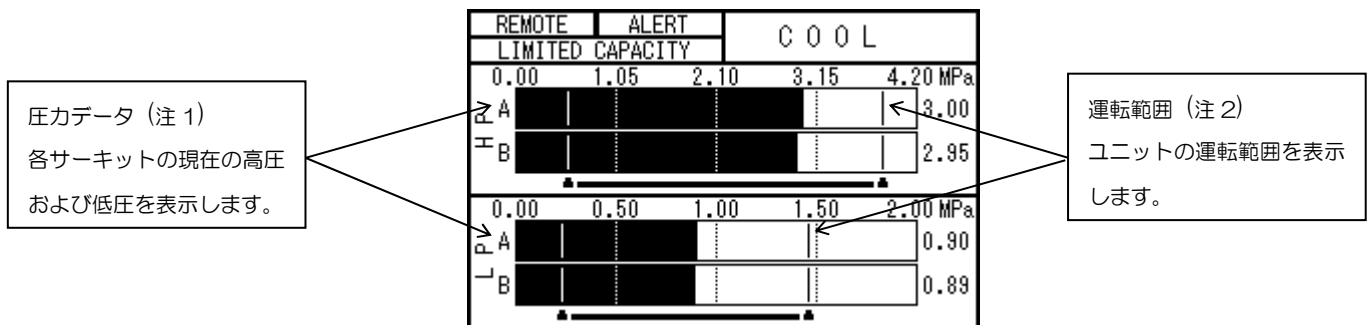 REMOTE ALERT
LIMITED CAPACITY
COOL
0.00 1.05 2.10 3.15 4.20 MPa
HP
A 3.00
B 2.95
0.00 0.50 1.00 1.50 2.00 MPa
LP
A 0.90
B 0.89
圧力データ（注 1）
各サーキットの現在の高圧
および低圧を表示します。
運転範囲（注 2）
ユニットの運転範囲を表示
します。